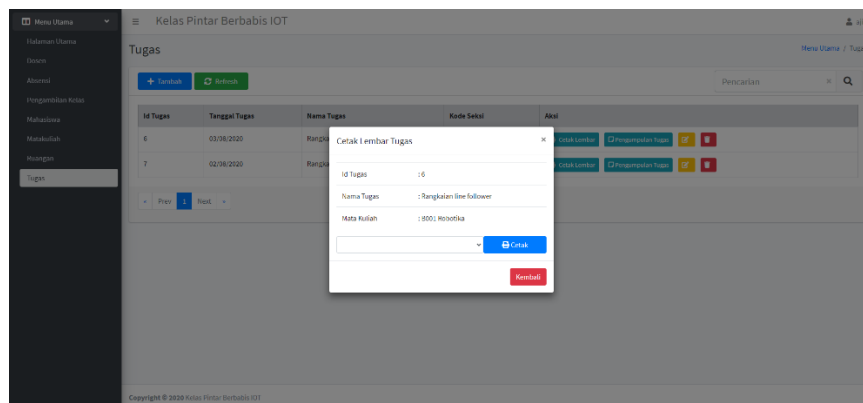 Menu Utama
Kelas Pintar Berbabis IOT
Halaman Utama
Dosen
Absensi
Pengambilan Kelas
Mahasiswa
Matakuliah
Ruangan
Tugas
Tugas
Menu Utama /
Tambah
Refresh
Pencarian
Id Tugas Tanggal Tugas Nama Tugas Kode Seksi Aksi
6 03/08/2020 Rangka Cetak Lembar Pengumpulan Tugas
7 02/08/2020 Rangka Cetak Lembar Pengumpulan Tugas
« Prev 1 Next »
Cetak Lembar Tugas ×
Id Tugas : 6
Nama Tugas : Rangkaian line follower
Mata Kuliah : B001 Robotika
Cetak
Kembali
Copyright © 2020 Kelas Pintar Berbabis IOT